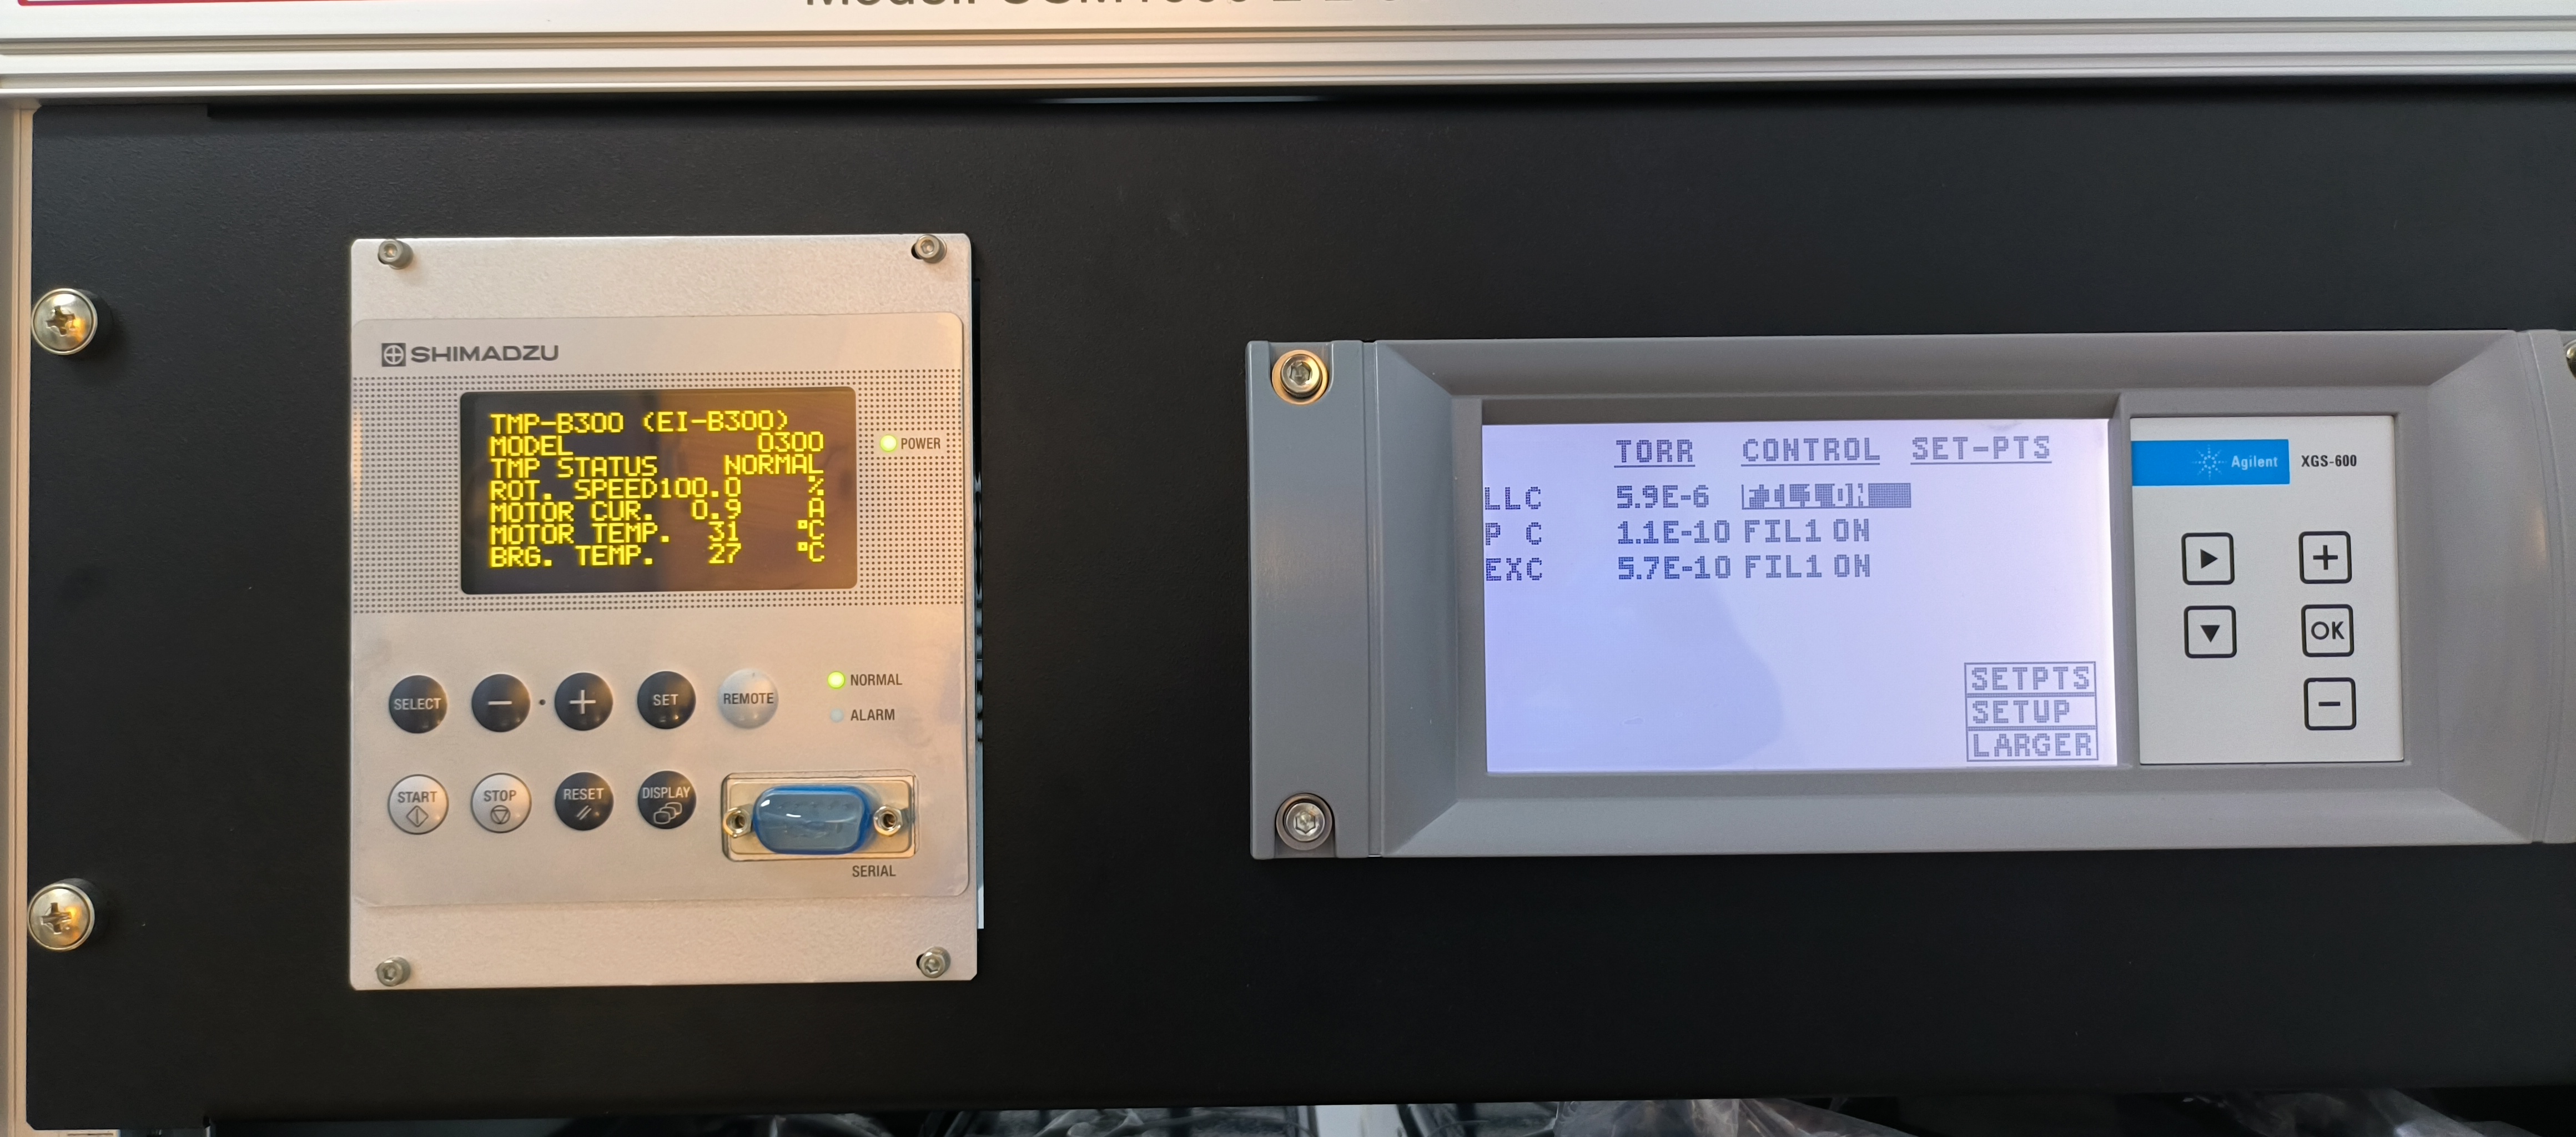 SHIMADZU
TMP-B300 (EI-B300)
MODEL 0300
TMP STATUS NORMAL
ROT. SPEED100.0 %
MOTOR CUR. 0.9 A
MOTOR TEMP. 31 °C
BRG. TEMP. 27 °C
POWER
SELECT − · + SET REMOTE
NORMAL
ALARM
START STOP RESET DISPLAY
SERIAL
TORR CONTROL SET-PTS
LLC 5.9E-6
P C 1.1E-10 FIL1 ON
EXC 5.7E-10 FIL1 ON
SETPTS
SETUP
LARGER
Agilent XGS-600
+
OK
−